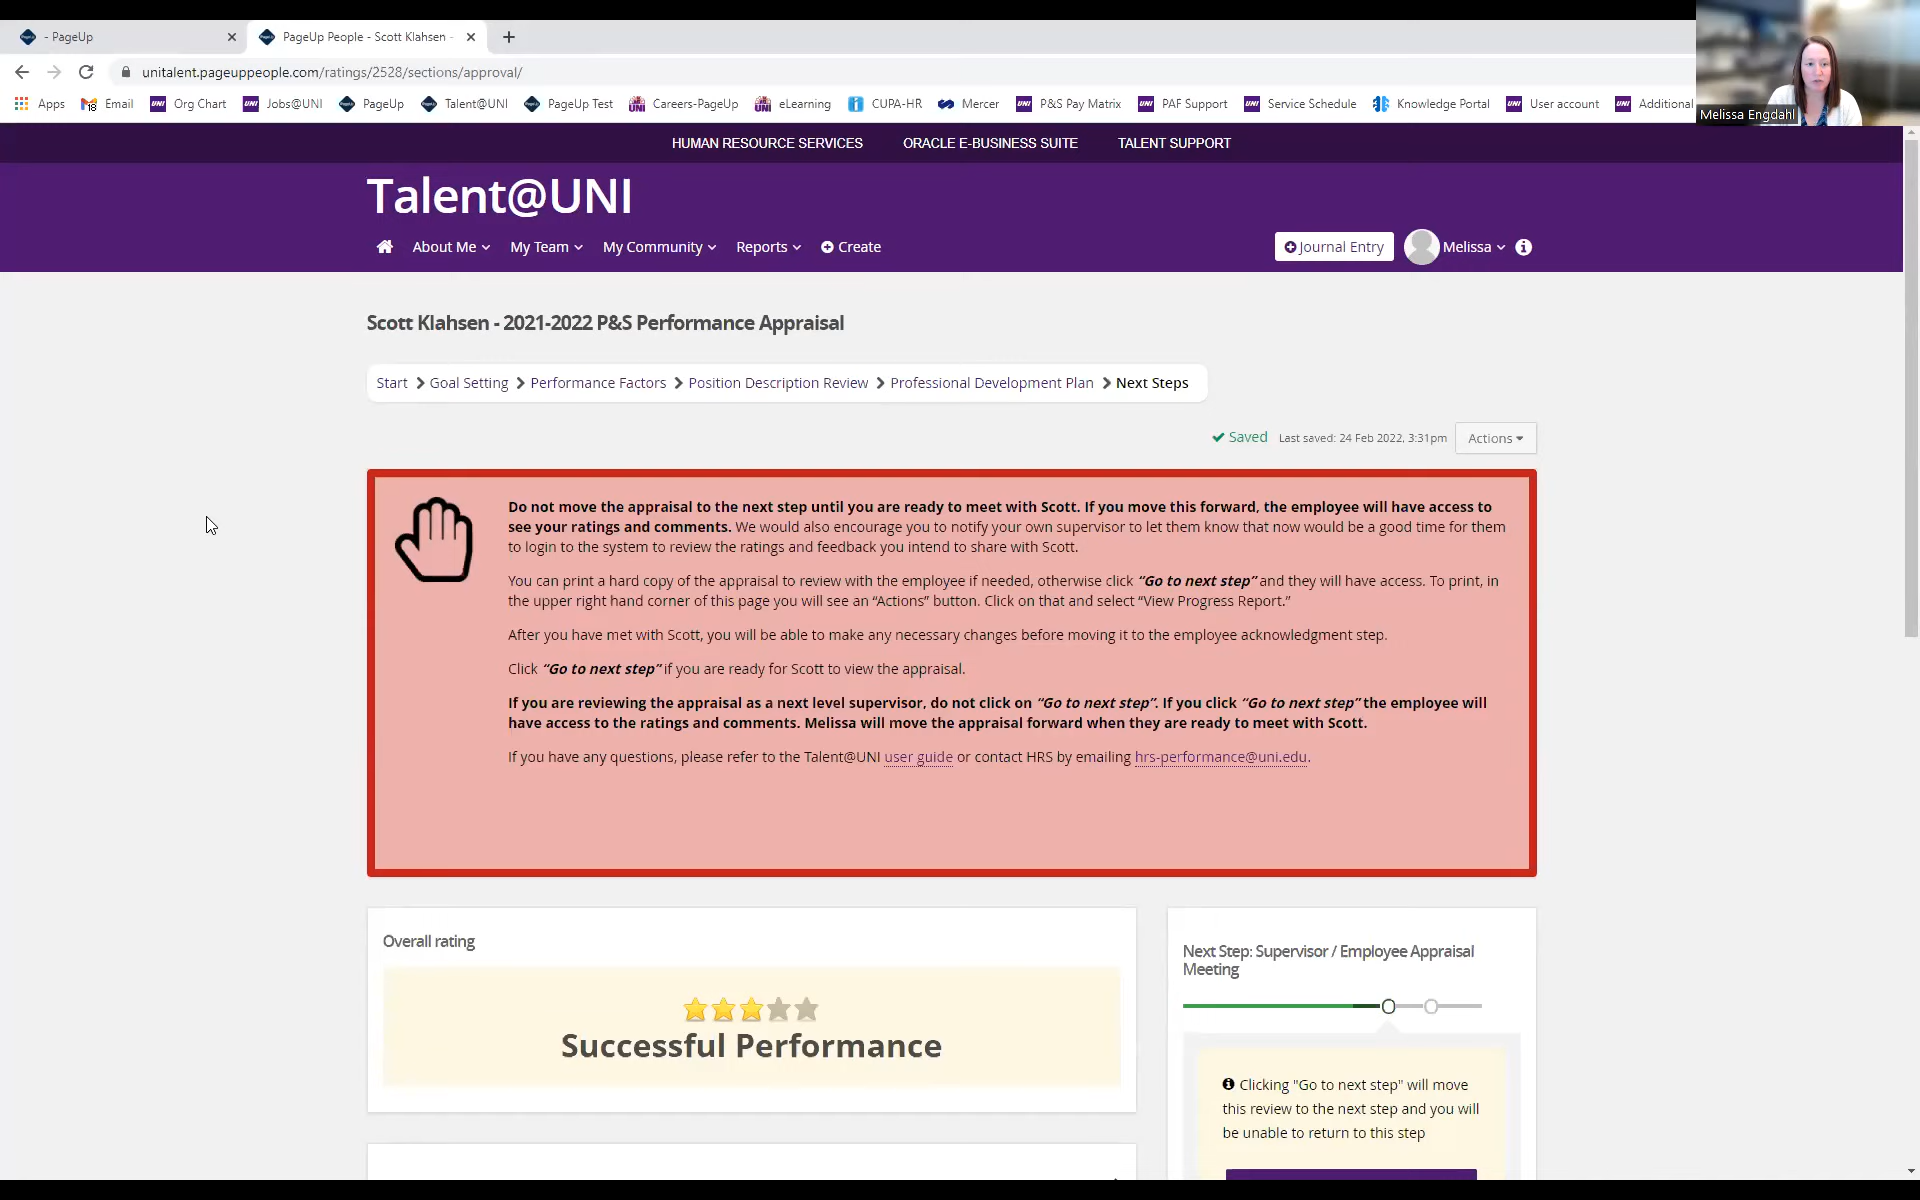 - PageUp
PageUp People - Scott Klahsen -
unitalent.pageuppeople.com/ratings/2528/sections/approval/
Apps Email Org Chart Jobs@UNI PageUp Talent@UNI PageUp Test Careers-PageUp eLearning CUPA-HR Mercer P&S Pay Matrix PAF Support Service Schedule Knowledge Portal User account Additional
Melissa Engdahl
HUMAN RESOURCE SERVICES ORACLE E-BUSINESS SUITE TALENT SUPPORT
Talent@UNI
About Me My Team My Community Reports Create Journal Entry Melissa
Scott Klahsen - 2021-2022 P&S Performance Appraisal
Start Goal Setting Performance Factors Position Description Review Professional Development Plan Next Steps
Saved Last saved: 24 Feb 2022, 3:31pm Actions
Do not move the appraisal to the next step until you are ready to meet with Scott. If you move this forward, the employee will have access to
see your ratings and comments. We would also encourage you to notify your own supervisor to let them know that now would be a good time for them
to login to the system to review the ratings and feedback you intend to share with Scott.
You can print a hard copy of the appraisal to review with the employee if needed, otherwise click “Go to next step” and they will have access. To print, in
the upper right hand corner of this page you will see an “Actions” button. Click on that and select “View Progress Report.”
After you have met with Scott, you will be able to make any necessary changes before moving it to the employee acknowledgment step.
Click “Go to next step” if you are ready for Scott to view the appraisal.
If you are reviewing the appraisal as a next level supervisor, do not click on “Go to next step”. If you click “Go to next step” the employee will
have access to the ratings and comments. Melissa will move the appraisal forward when they are ready to meet with Scott.
If you have any questions, please refer to the Talent@UNI user guide or contact HRS by emailing hrs-performance@uni.edu.
Overall rating
Successful Performance
Next Step: Supervisor / Employee Appraisal
Meeting
Clicking "Go to next step" will move
this review to the next step and you will
be unable to return to this step